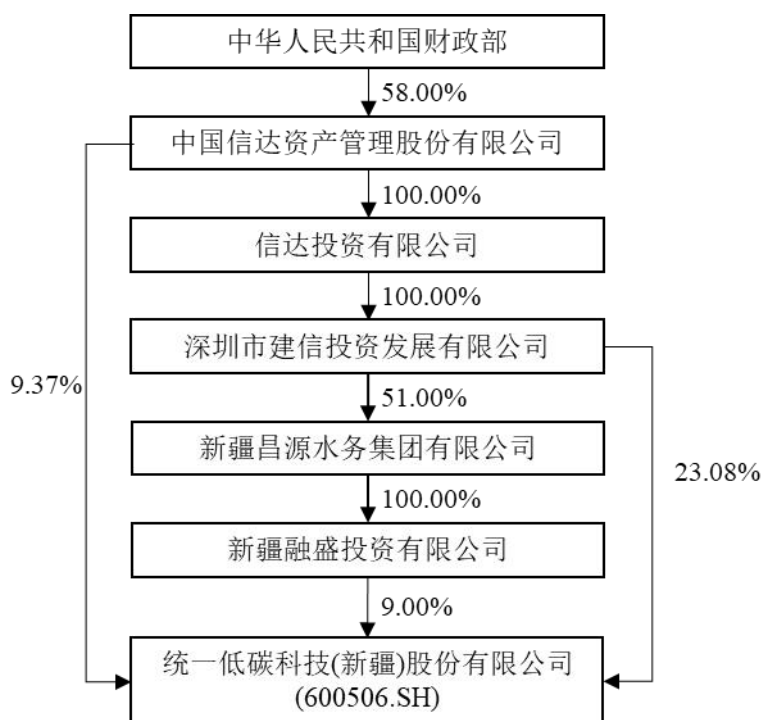 中华人民共和国财政部
58.00%
中国信达资产管理股份有限公司
100.00%
信达投资有限公司
100.00%
深圳市建信投资发展有限公司
9.37%
51.00%
新疆昌源水务集团有限公司
23.08%
100.00%
新疆融盛投资有限公司
9.00%
统一低碳科技(新疆)股份有限公司
(600506.SH)